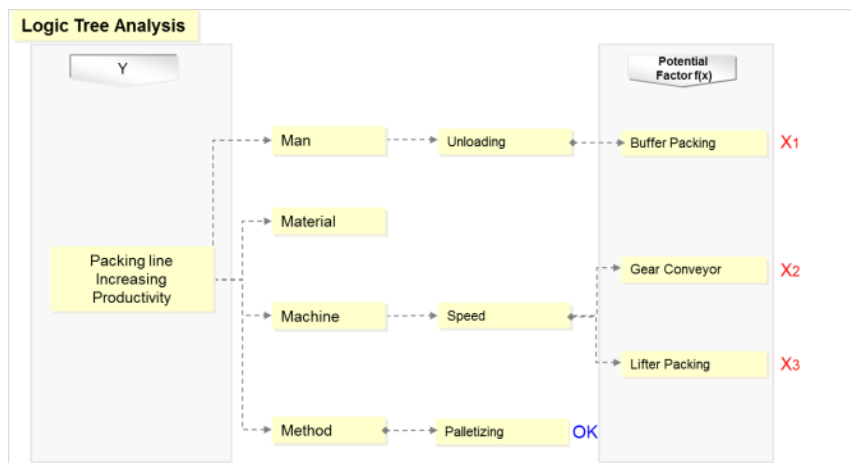 Logic Tree Analysis
Y
Potential
Factor f(x)
Man
Unloading
Buffer Packing
X1
Material
Packing line
Increasing
Productivity
Gear Conveyor
X2
Machine
Speed
Lifter Packing
X3
Method
Palletizing
OK